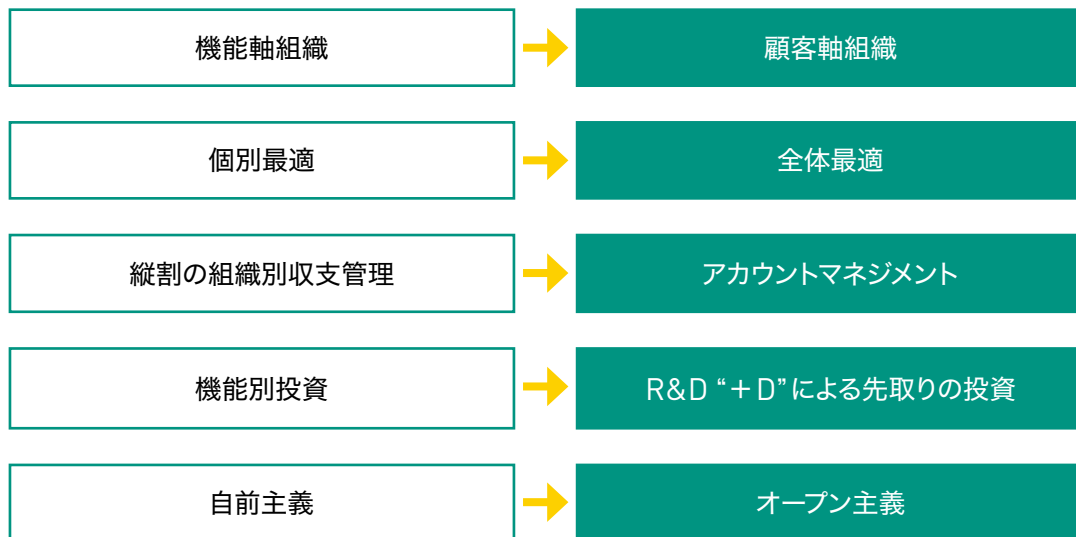 機能軸組織
顧客軸組織
個別最適
全体最適
縦割の組織別収支管理
アカウントマネジメント
機能別投資
R&D “+D”による先取りの投資
自前主義
オープン主義